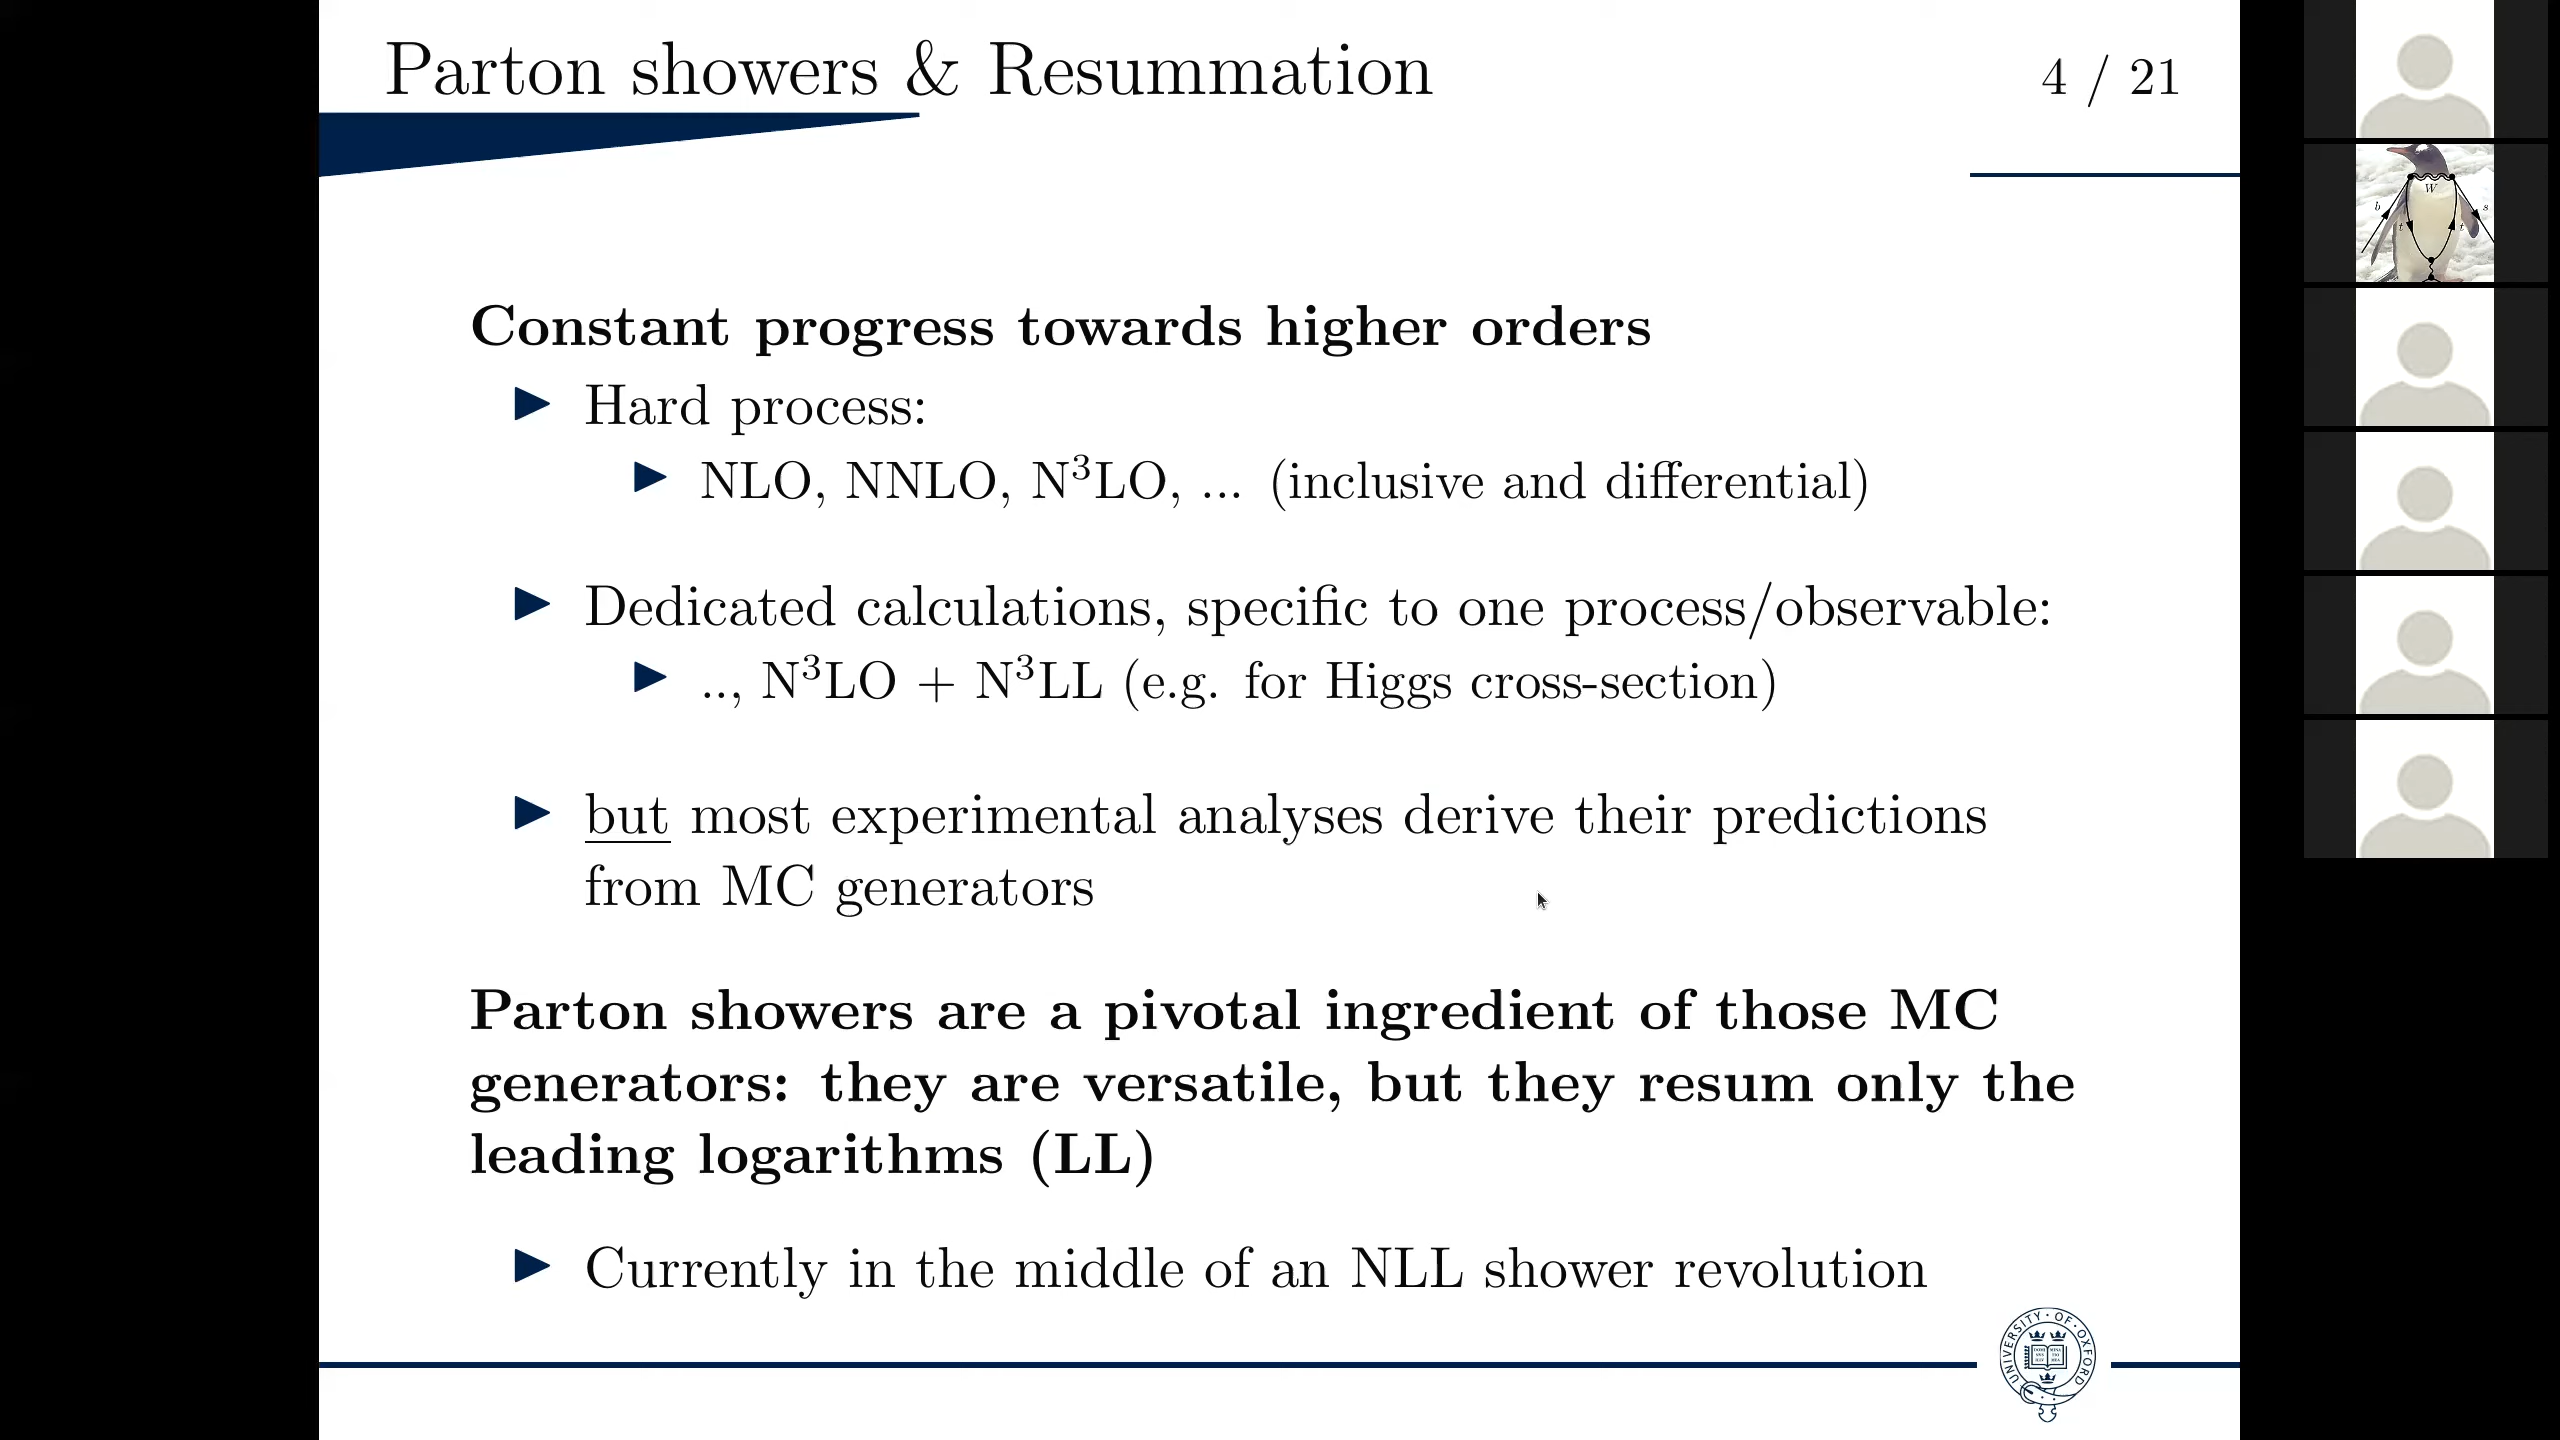 Parton showers & Resummation
4 / 21
Constant progress towards higher orders
Hard process:
NLO, NNLO, N³LO, ... (inclusive and differential)
Dedicated calculations, specific to one process/observable:
.., N³LO + N³LL (e.g. for Higgs cross-section)
but most experimental analyses derive their predictions
from MC generators
Parton showers are a pivotal ingredient of those MC
generators: they are versatile, but they resum only the
leading logarithms (LL)
Currently in the middle of an NLL shower revolution
UNIVERSITY · OF · OXFORD
W
b
s
t
t